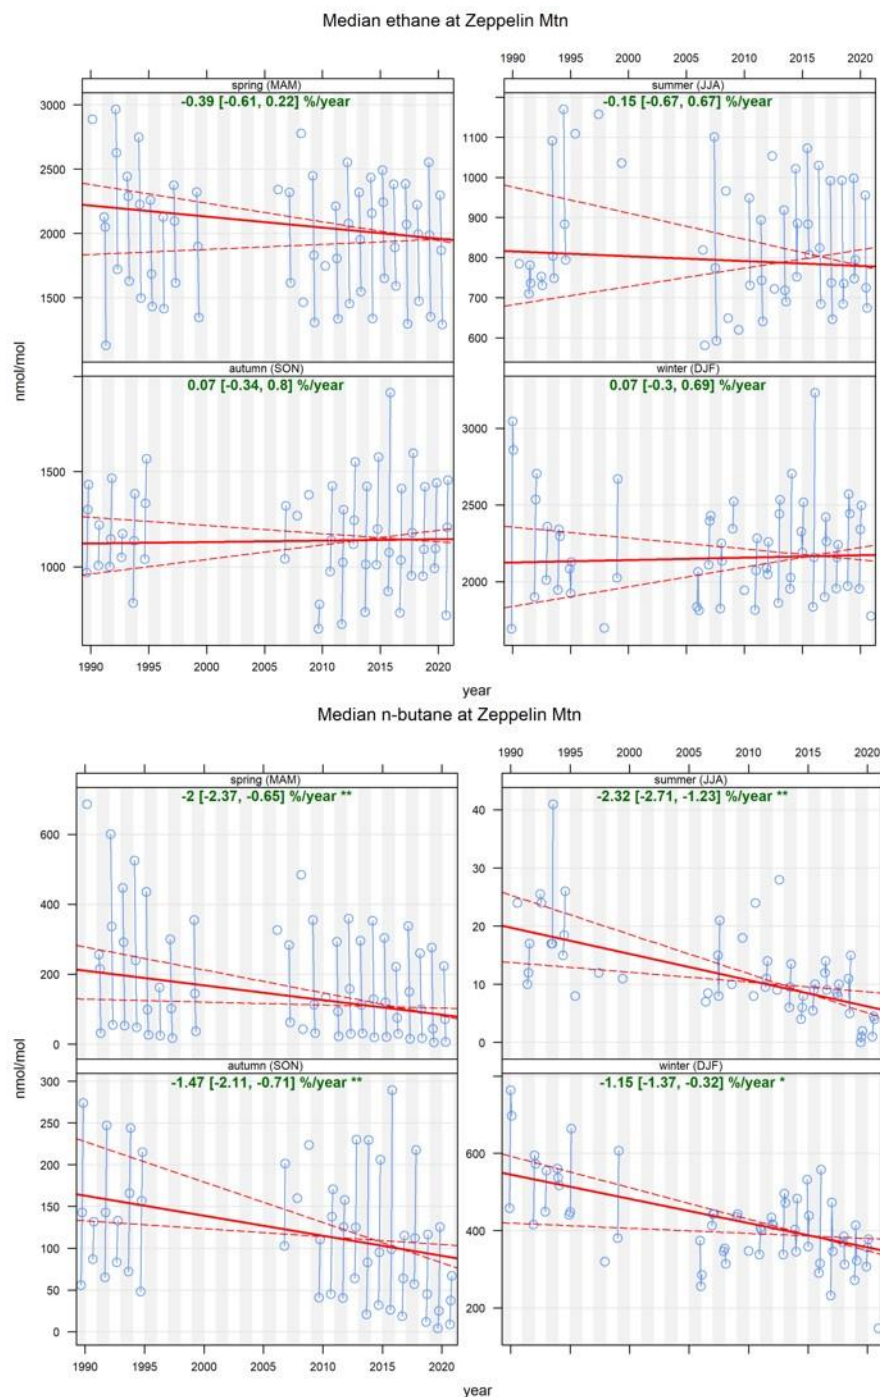 Median ethane at Zeppelin Mtn
1990 1995 2000 2005 2010 2015 2020
spring (MAM) summer (JJA)
-0.39 [-0.61, 0.22] %/year -0.15 [-0.67, 0.67] %/year
3000
2500
2000
1500
1100
1000
900
800
700
600
nmol/mol
autumn (SON) winter (DJF)
0.07 [-0.34, 0.8] %/year 0.07 [-0.3, 0.69] %/year
1500
1000
3000
2500
2000
1990 1995 2000 2005 2010 2015 2020
year
Median n-butane at Zeppelin Mtn
1990 1995 2000 2005 2010 2015 2020
spring (MAM) summer (JJA)
-2 [-2.37, -0.65] %/year ** -2.32 [-2.71, -1.23] %/year **
600
400
200
0
40
30
20
10
0
nmol/mol
autumn (SON) winter (DJF)
-1.47 [-2.11, -0.71] %/year ** -1.15 [-1.37, -0.32] %/year *
300
250
200
150
100
50
0
600
400
200
1990 1995 2000 2005 2010 2015 2020
year